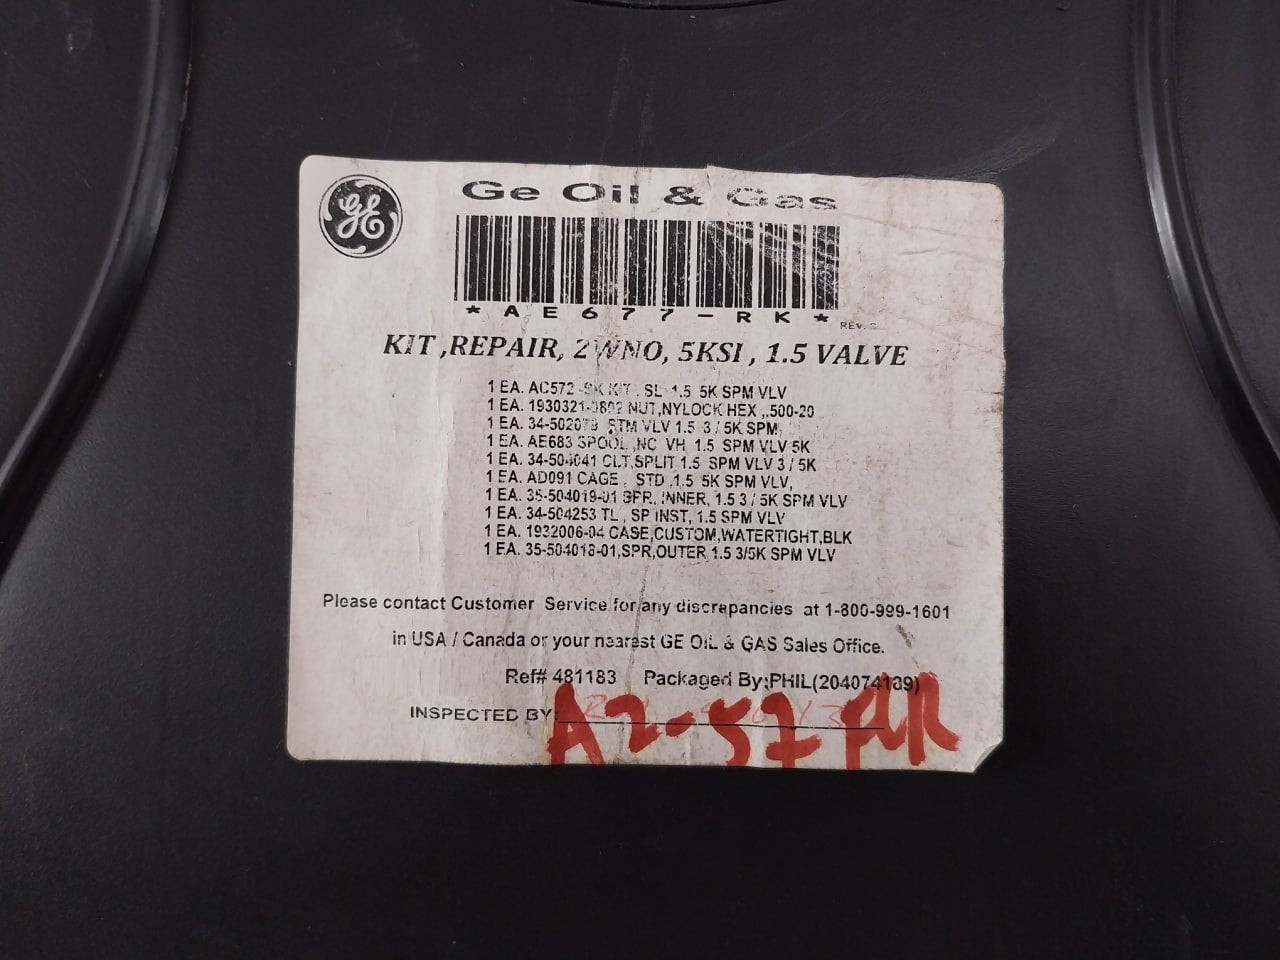 GE
Ge Oil & Gas
*AE677-RK*
REV.
KIT ,REPAIR, 2WNO, 5KSI , 1.5 VALVE
1 EA. AC572 -SK KIT , SL 1.5 5K SPM VLV
1 EA. 1930321- NUT,NYLOCK HEX ,.500-20
1 EA. STM VLV 1.5 3 / 5K SPM,
1 EA. AE683 SPOOL ,NC VH, 1.5 SPM VLV 5K
1 EA. 34-504041 CLT,SPLIT 1.5 SPM VLV 3 / 5K
1 EA. AD091 CAGE , STD ,1.5 5K SPM VLV,
1 EA. 35-504019-01 SPR, INNER, 1.5 3 / 5K SPM VLV
1 EA. 34-504253 TL , SP INST, 1.5 SPM VLV
1 EA. 1932006-04 CASE,CUSTOM,WATERTIGHT,BLK
1 EA. 35-504018-01,SPR,OUTER 1.5 3/5K SPM VLV
Please contact Customer Service for any discrepancies at 1-800-999-1601
in USA / Canada or your nearest GE OIL & GAS Sales Office.
Ref# 481183 Packaged By;PHIL(204074189)
INSPECTED BY:
A2-57